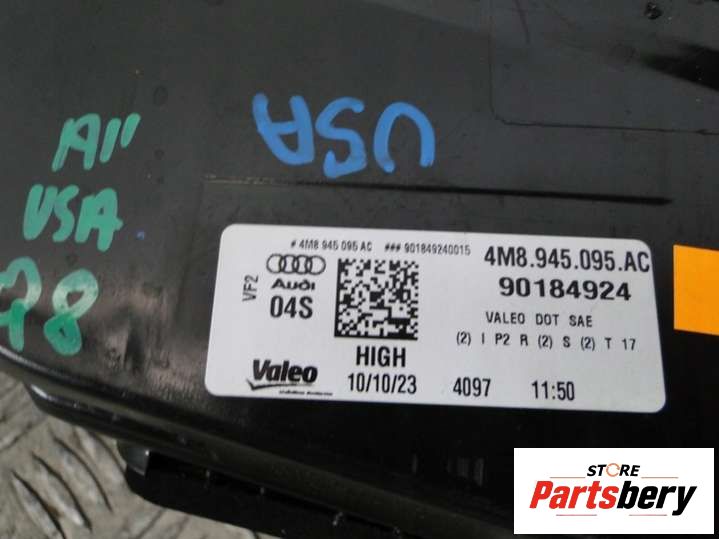 USA
A11
USA
78
# 4M8 945 095 AC ### 901849240015
4M8.945.095.AC
VF2
Audi
04S
90184924
VALEO DOT SAE
(2) I P2 R (2) S (2) T 17
HIGH
Valeo
10/10/23 4097 11:50
STORE
Partsbery